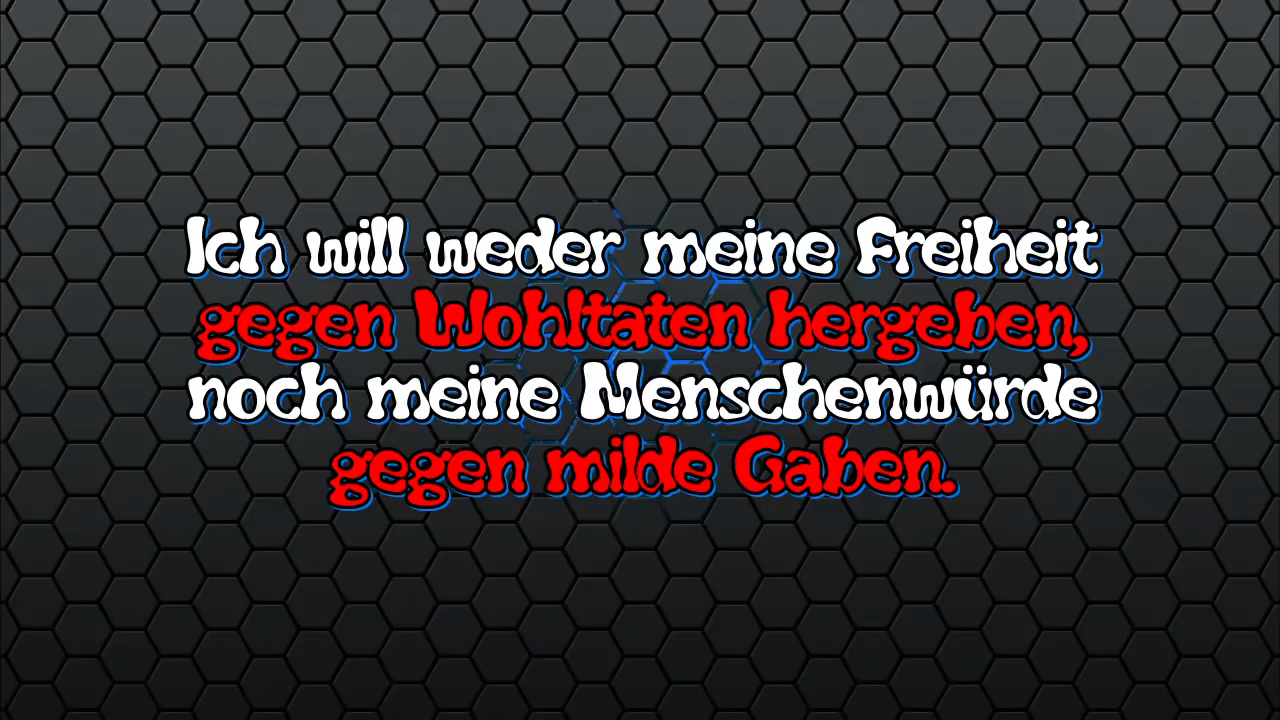 Ich will weder meine Freiheit
gegen Wohltaten hergeben,
noch meine Menschenwürde
gegen milde Gaben.